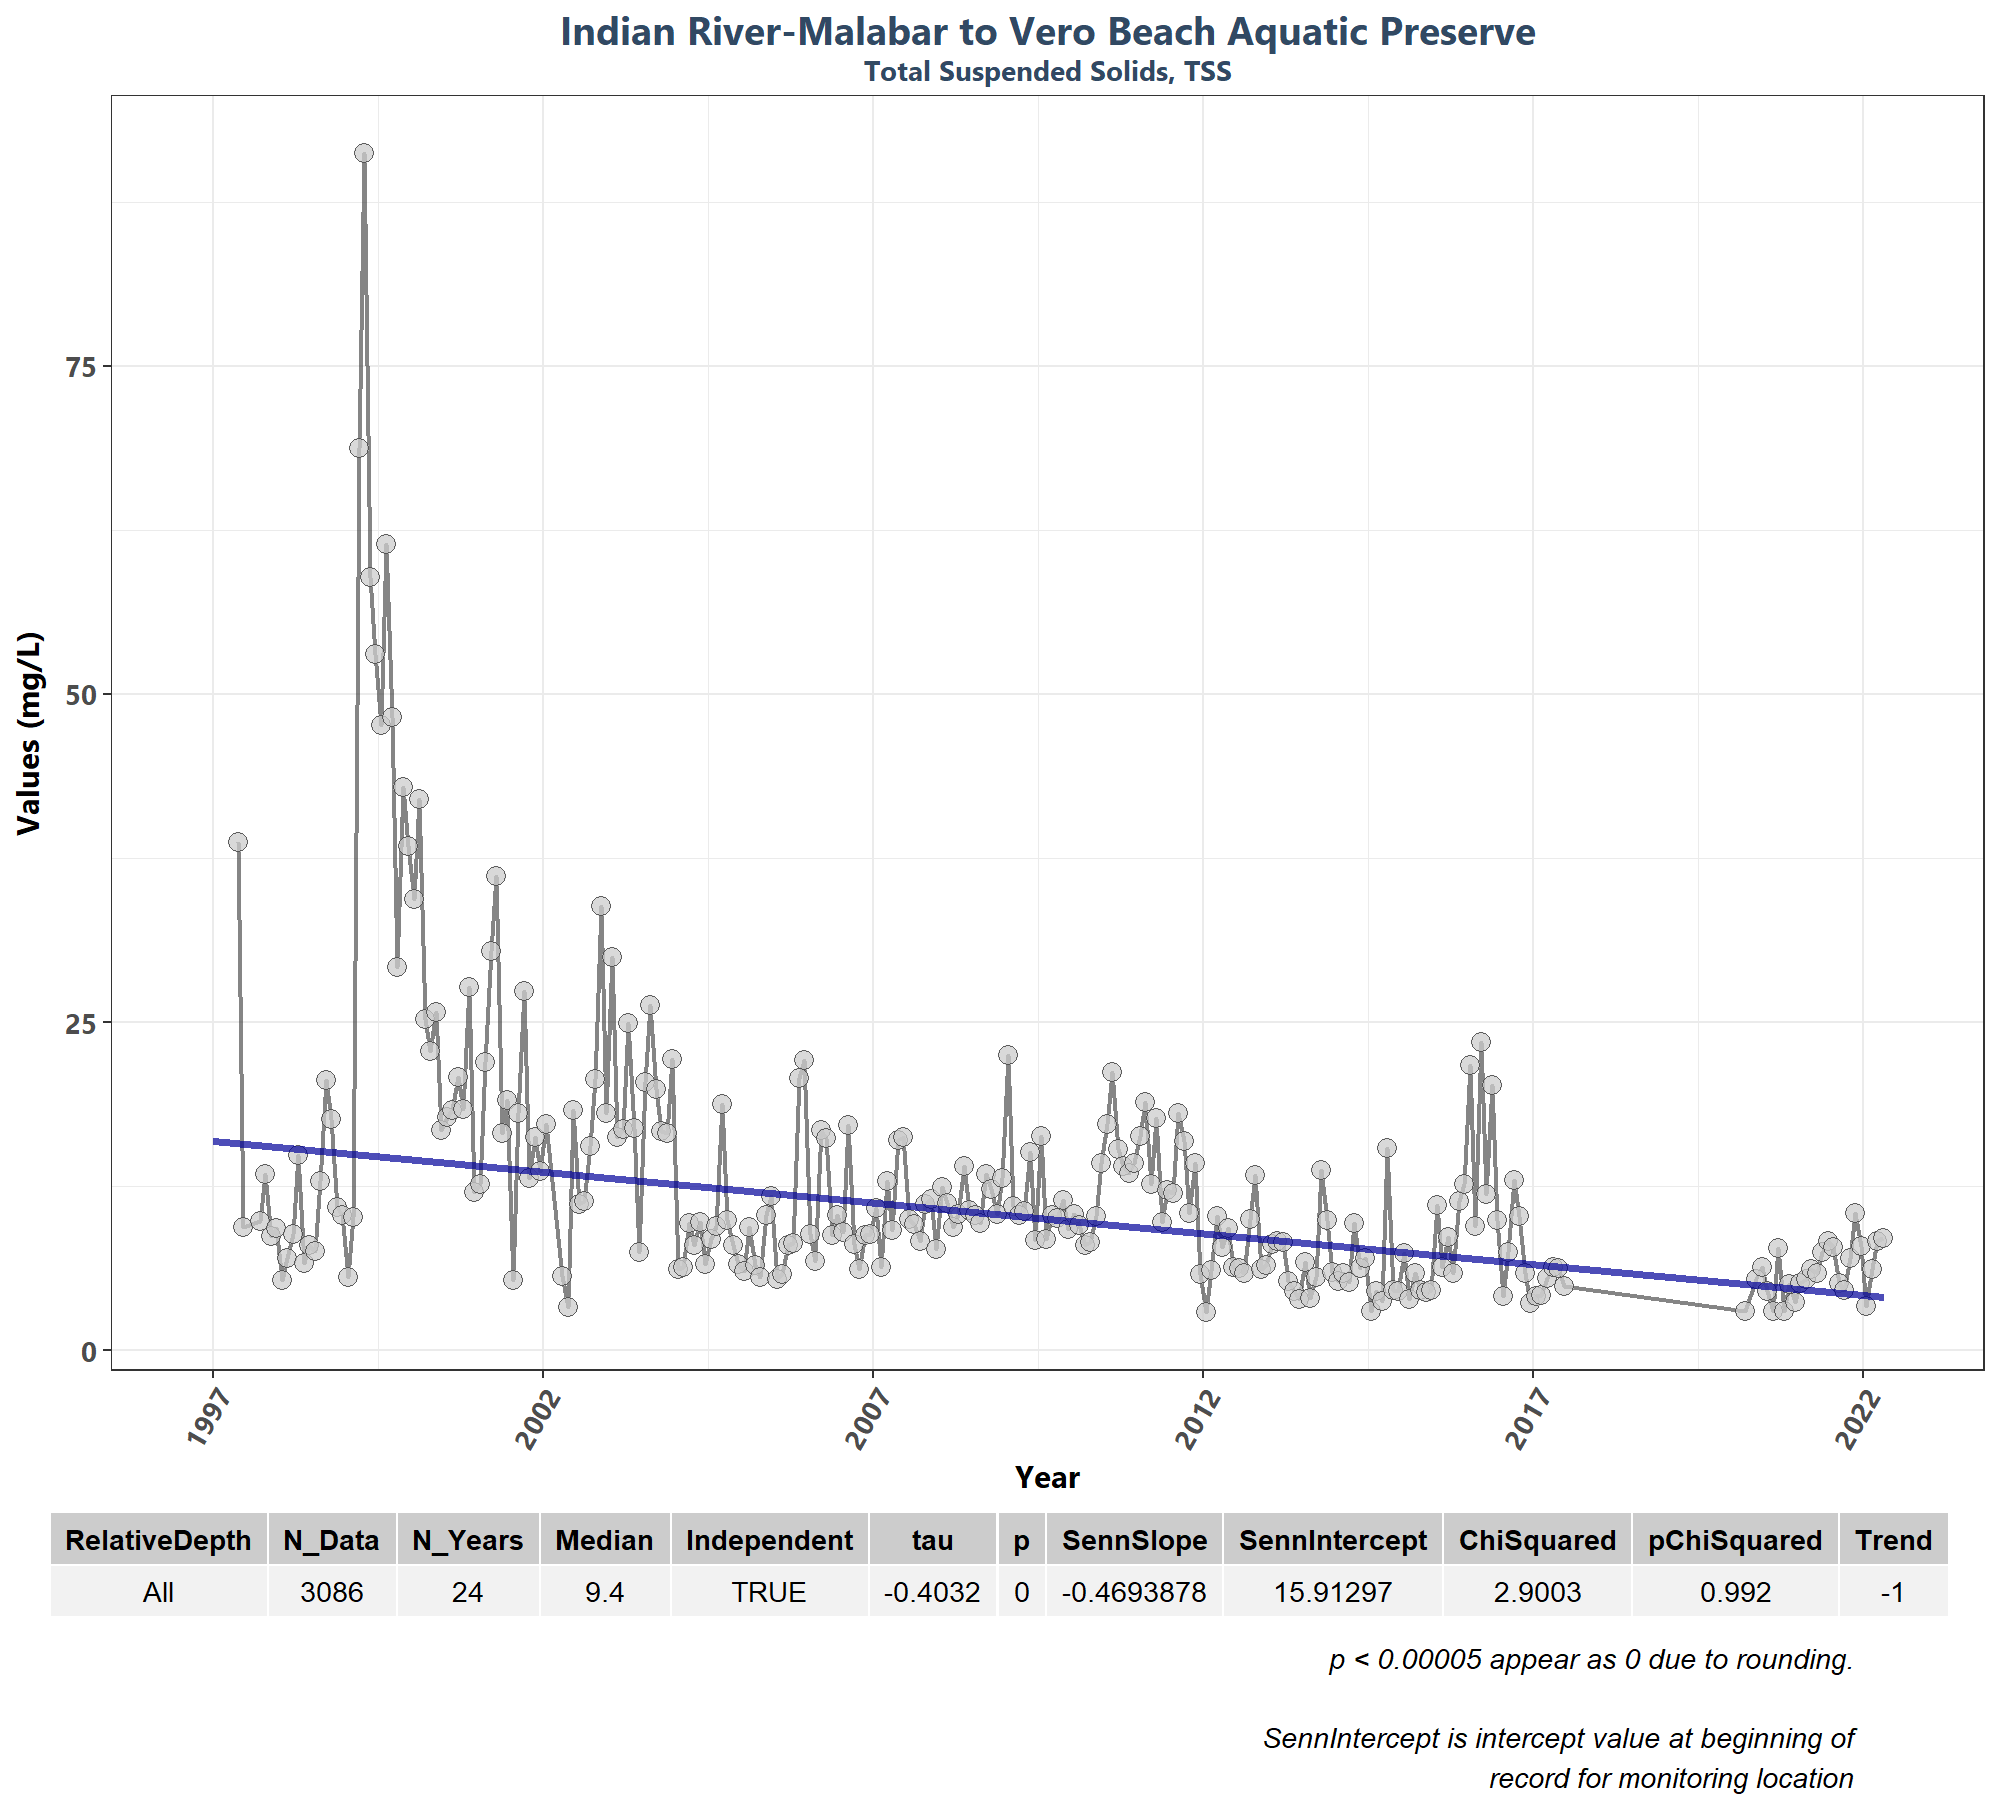 Indian River-Malabar to Vero Beach Aquatic Preserve
Total Suspended Solids, TSS
Values (mg/L)
75
50
25
0
1997
2002
2007
2012
2017
2022
Year
RelativeDepth N_Data N_Years Median Independent tau p SennSlope SennIntercept ChiSquared pChiSquared Trend
All 3086 24 9.4 TRUE -0.4032 0 -0.4693878 15.91297 2.9003 0.992 -1
p < 0.00005 appear as 0 due to rounding.
SennIntercept is intercept value at beginning of
record for monitoring location